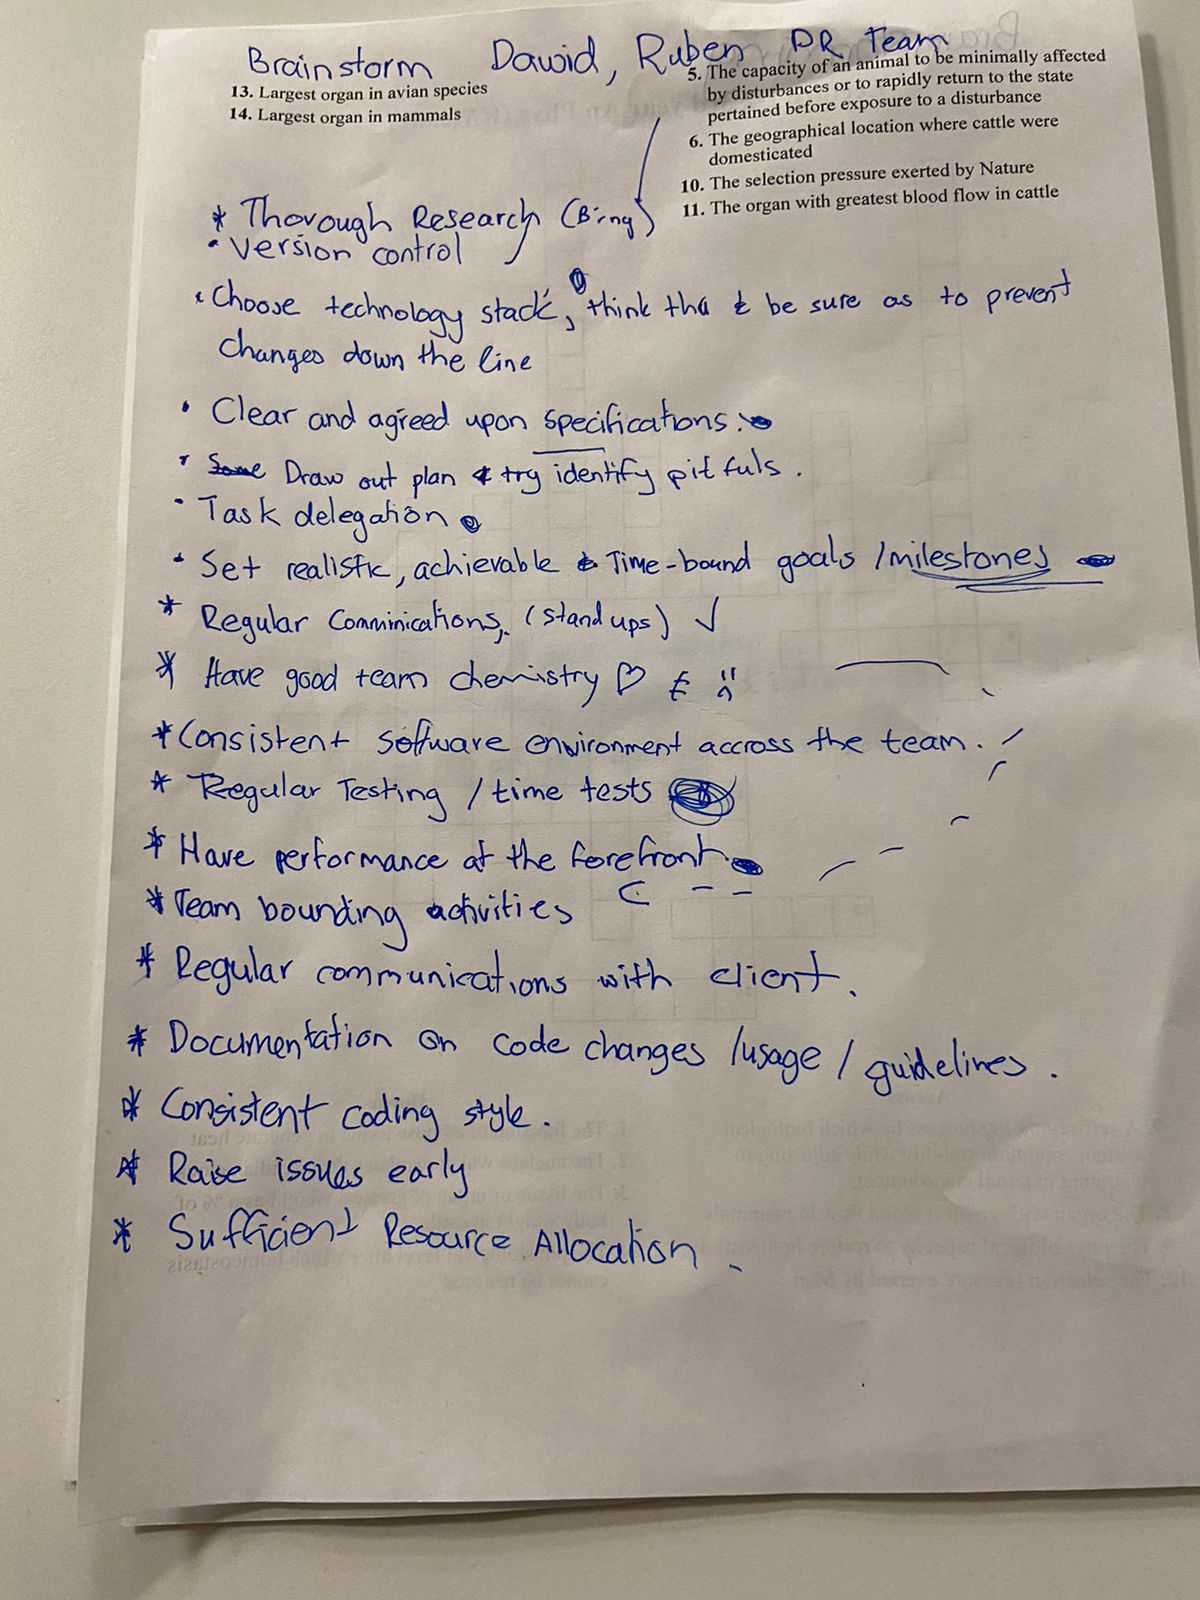 Brainstorm Dawid, Ruben DR Team
13. Largest organ in avian species
14. Largest organ in mammals
5. The capacity of an animal to be minimally affected
by disturbances or to rapidly return to the state
pertained before exposure to a disturbance
6. The geographical location where cattle were
domesticated
10. The selection pressure exerted by Nature
11. The organ with greatest blood flow in cattle
* Thorough Research (Bing)
• Version control
• Choose technology stack, think & be sure as to prevent
changes down the line
• Clear and agreed upon specifications.
• Draw out plan & try identify pit fuls.
• Task delegation
• Set realistic, achievable & Time-bound goals /milestones
* Regular Comminications, (stand ups) ✓
* Have good team chemistry ♡ &
* Consistent software environment accross the team.
* Regular Testing / time tests
* Have performance at the forefront.
* Team bounding activities
* Regular communications with client.
* Documentation on code changes /usage / guidelines.
* Consistent coding style.
* Raise issues early
* Sufficient Resource Allocation.